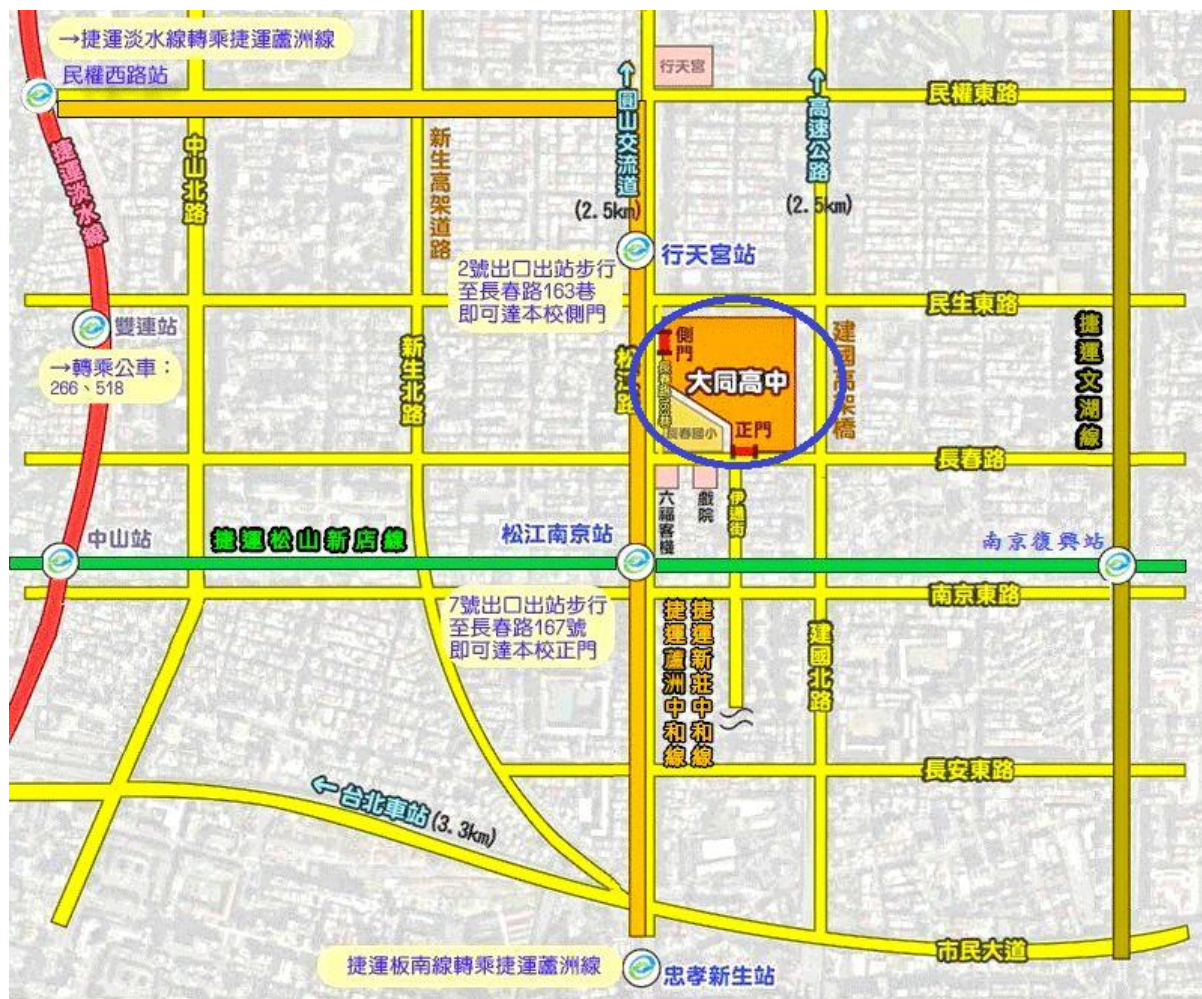 →捷運淡水線轉乘捷運蘆洲線
民權西路站
行天宮
民權東路
捷運淡水線
中山北路
新生高架道路
↑圓山交流道
(2.5km)
↑高速公路
(2.5km)
行天宮站
2號出口出站步行
至長春路163巷
即可達本校側門
民生東路
雙連站
→轉乘公車：
266、518
新生北路
松江路
側門
長春路163巷
大同高中
長春國小
正門
建國高架橋
捷運文湖線
長春路
六福客棧
戲院
伊通街
中山站
捷運松山新店線
松江南京站
南京復興站
南京東路
7號出口出站步行
至長春路167號
即可達本校正門
捷運蘆洲中和線
捷運新莊中和線
建國北路
長安東路
←台北車站(3.3km)
市民大道
捷運板南線轉乘捷運蘆洲線
忠孝新生站